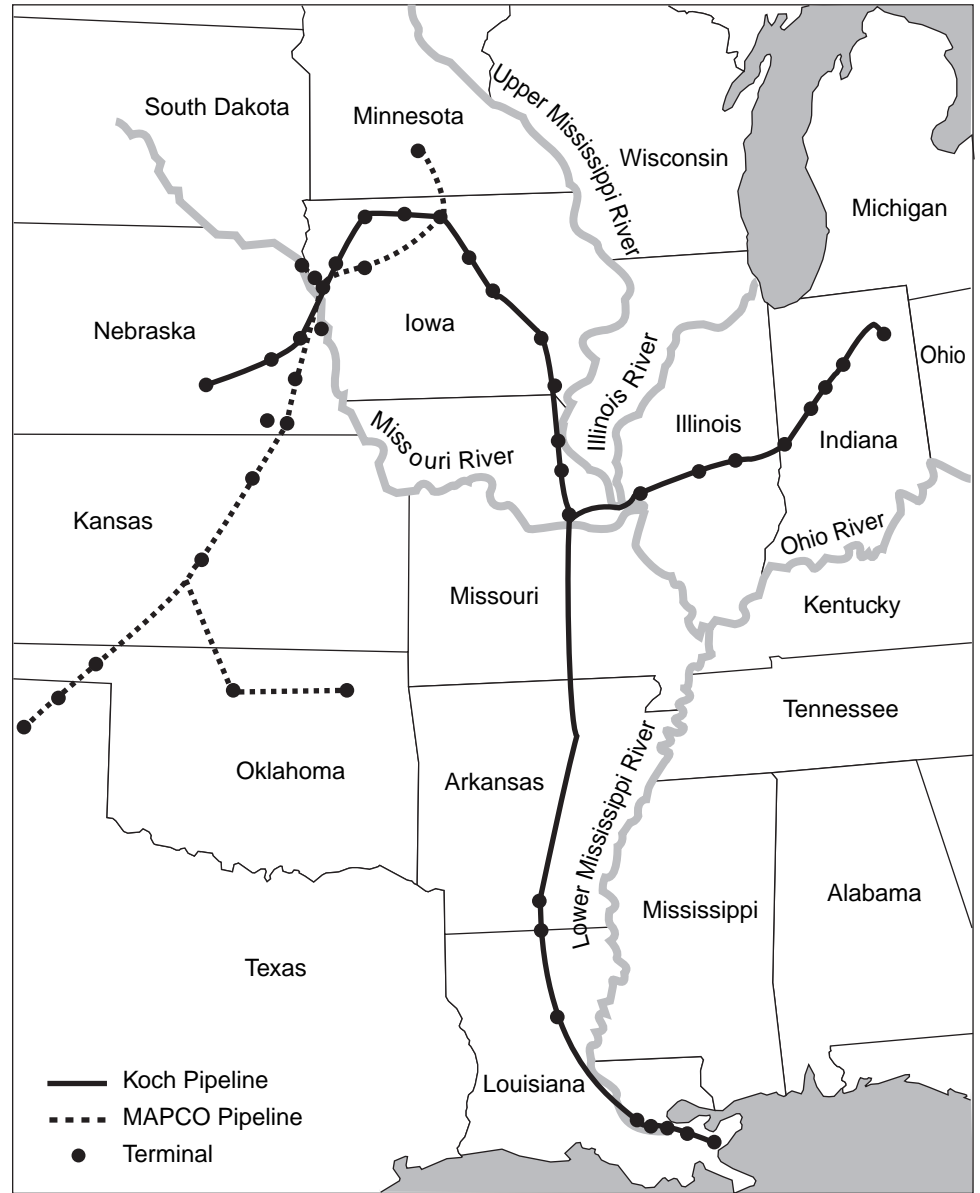 South Dakota
Minnesota
Upper Mississippi River
Wisconsin
Michigan
Nebraska
Iowa
Illinois River
Ohio
Illinois
Indiana
Missouri River
Kansas
Ohio River
Missouri
Kentucky
Tennessee
Oklahoma
Arkansas
Lower Mississippi River
Mississippi
Alabama
Texas
Louisiana
Koch Pipeline
MAPCO Pipeline
Terminal